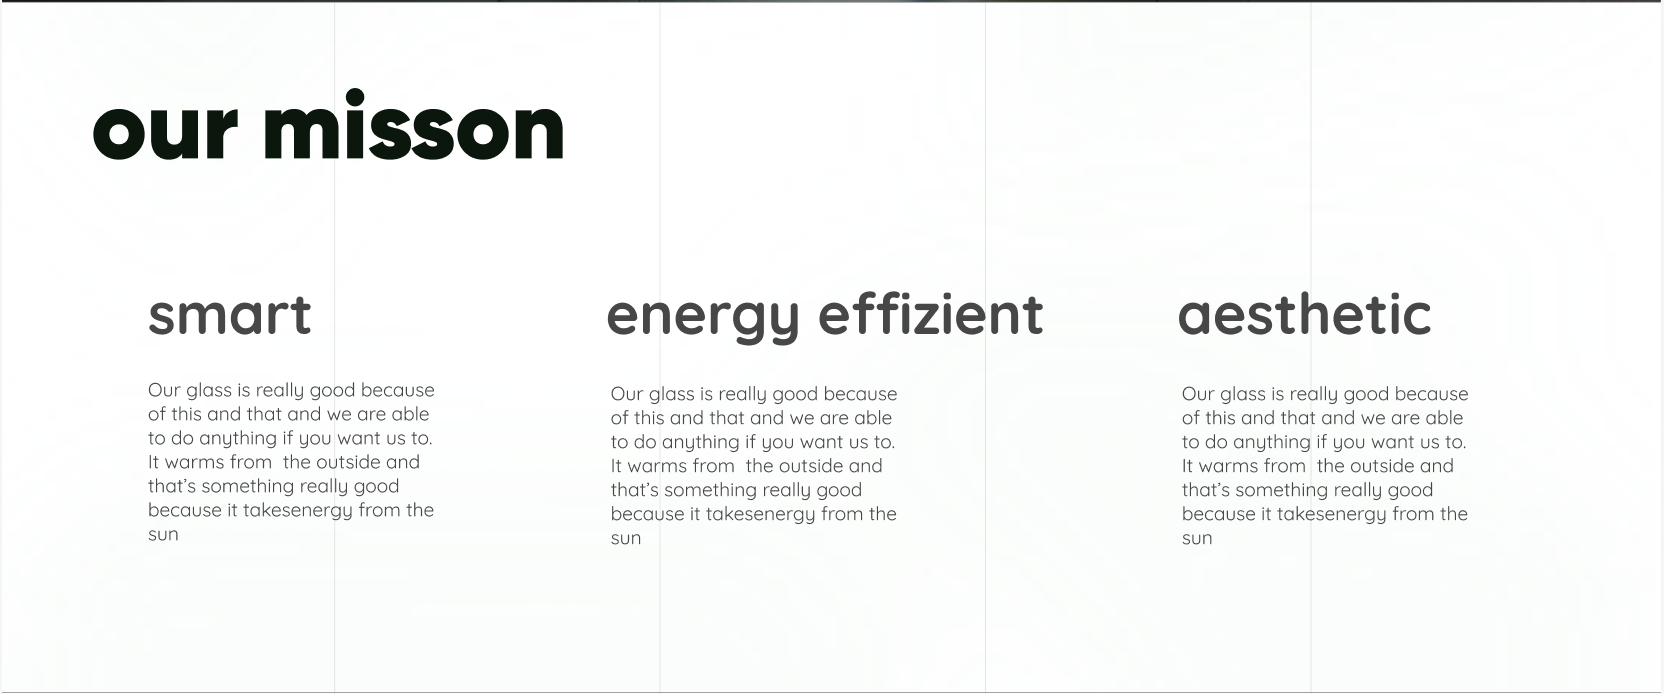 our misson
smart
Our glass is really good because
of this and that and we are able
to do anything if you want us to.
It warms from  the outside and
that’s something really good
because it takesenergy from the
sun
energy effizient
Our glass is really good because
of this and that and we are able
to do anything if you want us to.
It warms from  the outside and
that’s something really good
because it takesenergy from the
sun
aesthetic
Our glass is really good because
of this and that and we are able
to do anything if you want us to.
It warms from  the outside and
that’s something really good
because it takesenergy from the
sun